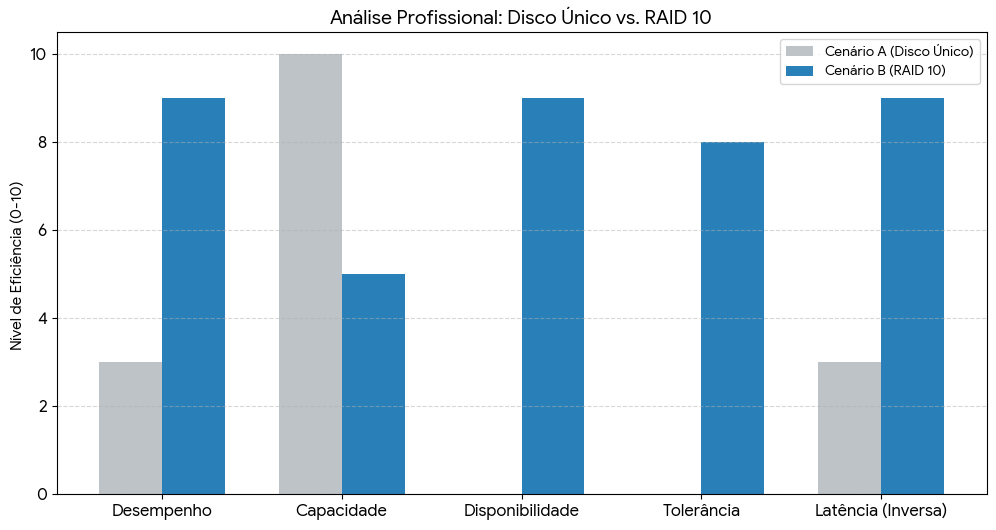 Análise Profissional: Disco Único vs. RAID 10
Cenário A (Disco Único)
Cenário B (RAID 10)
Nível de Eficiência (0-10)
10
8
6
4
2
0
Desempenho
Capacidade
Disponibilidade
Tolerância
Latência (Inversa)